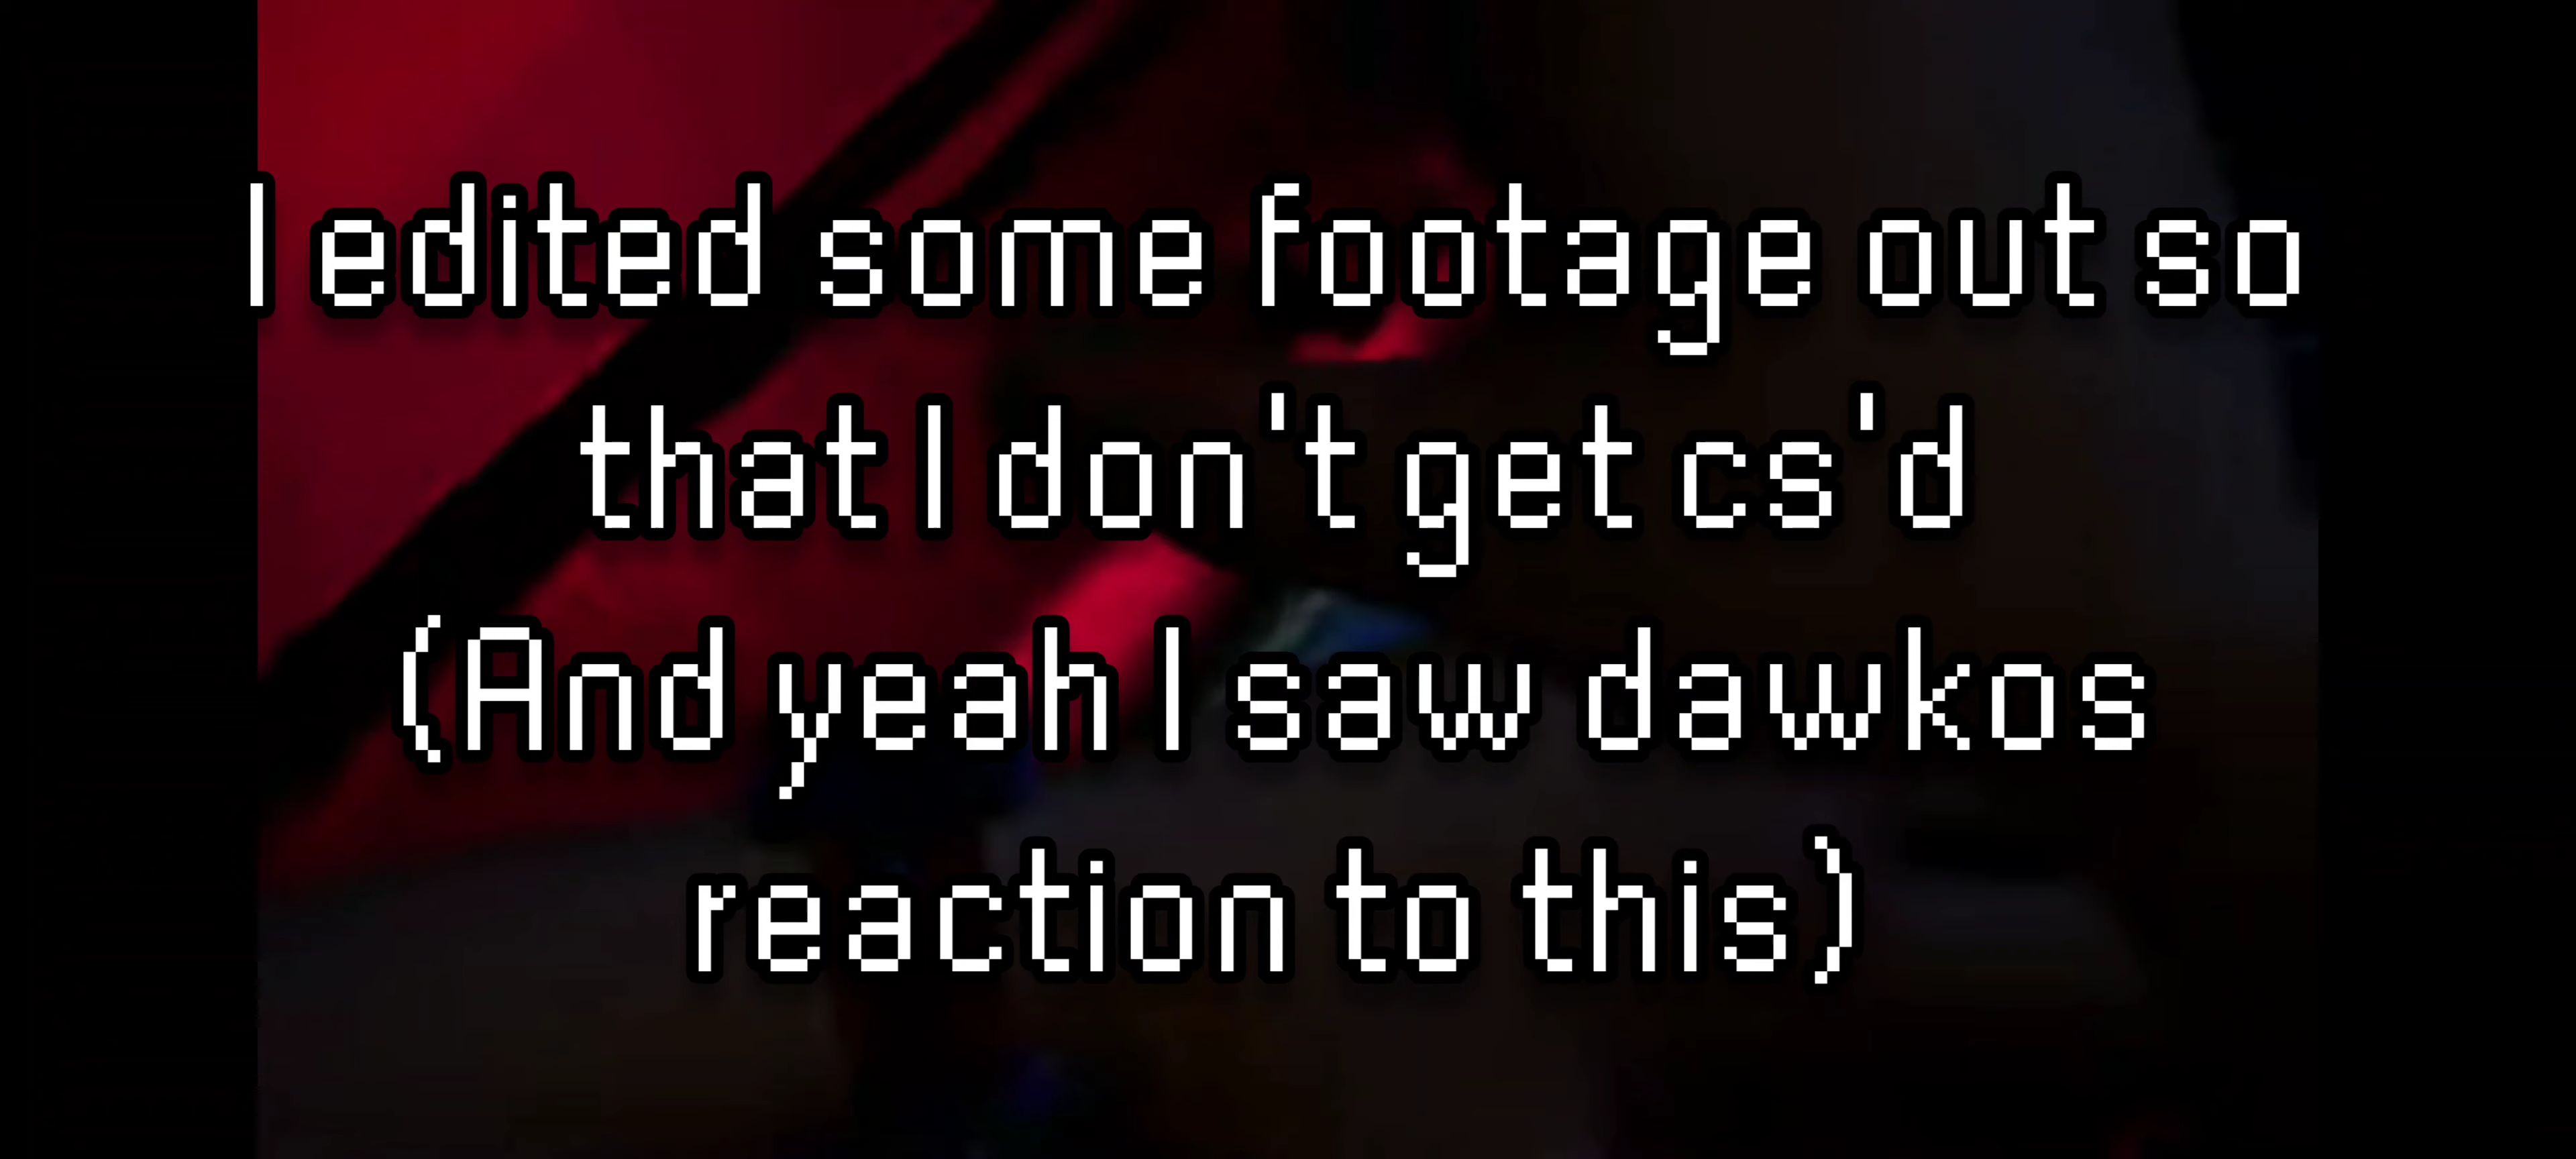 I edited some footage out so
that I don't get cs'd
(And yeah I saw dawkos
reaction to this)